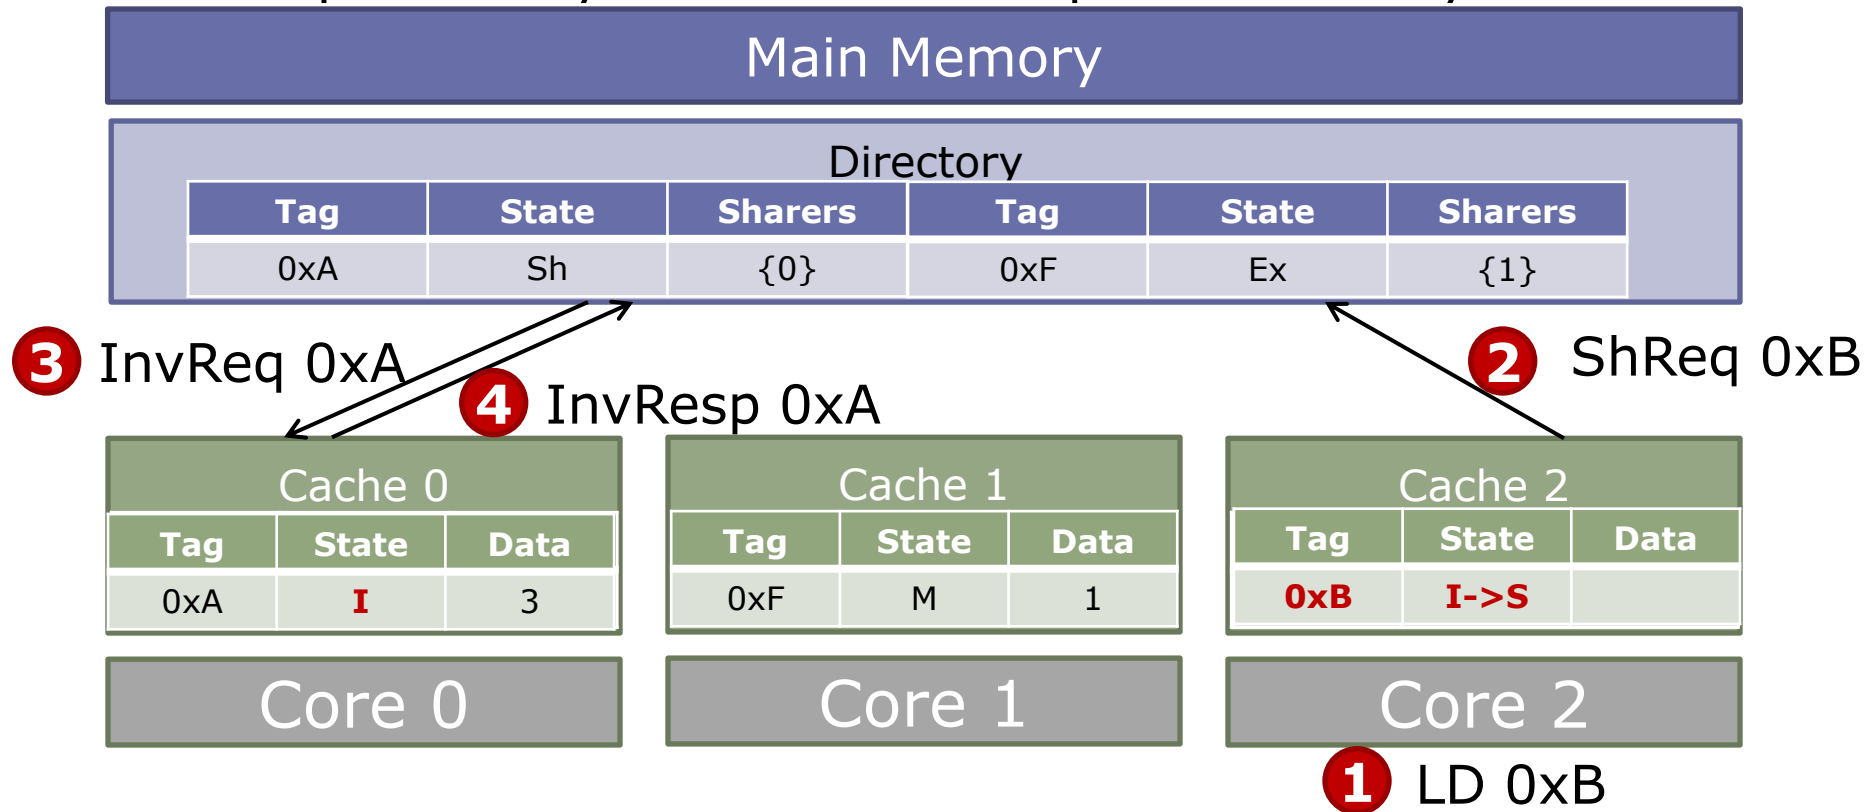 Main Memory
Directory
Tag State Sharers Tag State Sharers
0xA Sh {0} 0xF Ex {1}
3 InvReq 0xA
2 ShReq 0xB
4 InvResp 0xA
Cache 0
Tag State Data
0xA I 3
Cache 1
Tag State Data
0xF M 1
Cache 2
Tag State Data
0xB I->S
Core 0
Core 1
Core 2
1 LD 0xB